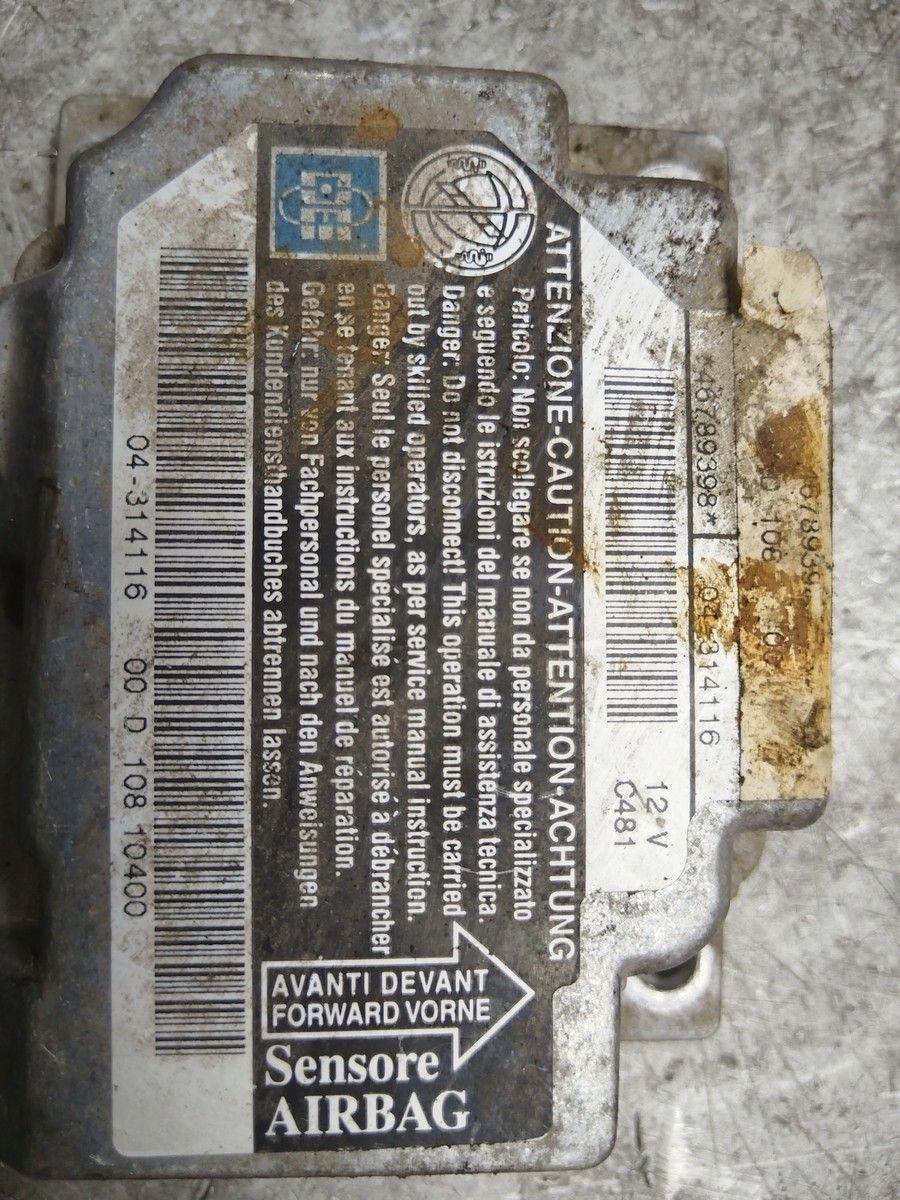 46789398*
04-314116
12 V
C481
ATTENZIONE-CAUTION-ATTENTION-ACHTUNG
Pericolo: Non scollegare se non da personale specializzato
e seguendo le istruzioni del manuale di assistenza tecnica.
Danger: Do not disconnect! This operation must be carried
out by skilled operators, as per service manual instruction.
Danger: Seul le personel spécialisé est autorisé à débrancher
en se tenant aux instructions du manuel de réparation.
Gefahr: nur von Fachpersonal und nach den Anweisungen
des Kundendiensthandbuches abtrennen lassen.
AVANTI DEVANT
FORWARD VORNE
Sensore
AIRBAG
04-314116 00 D 108 10400